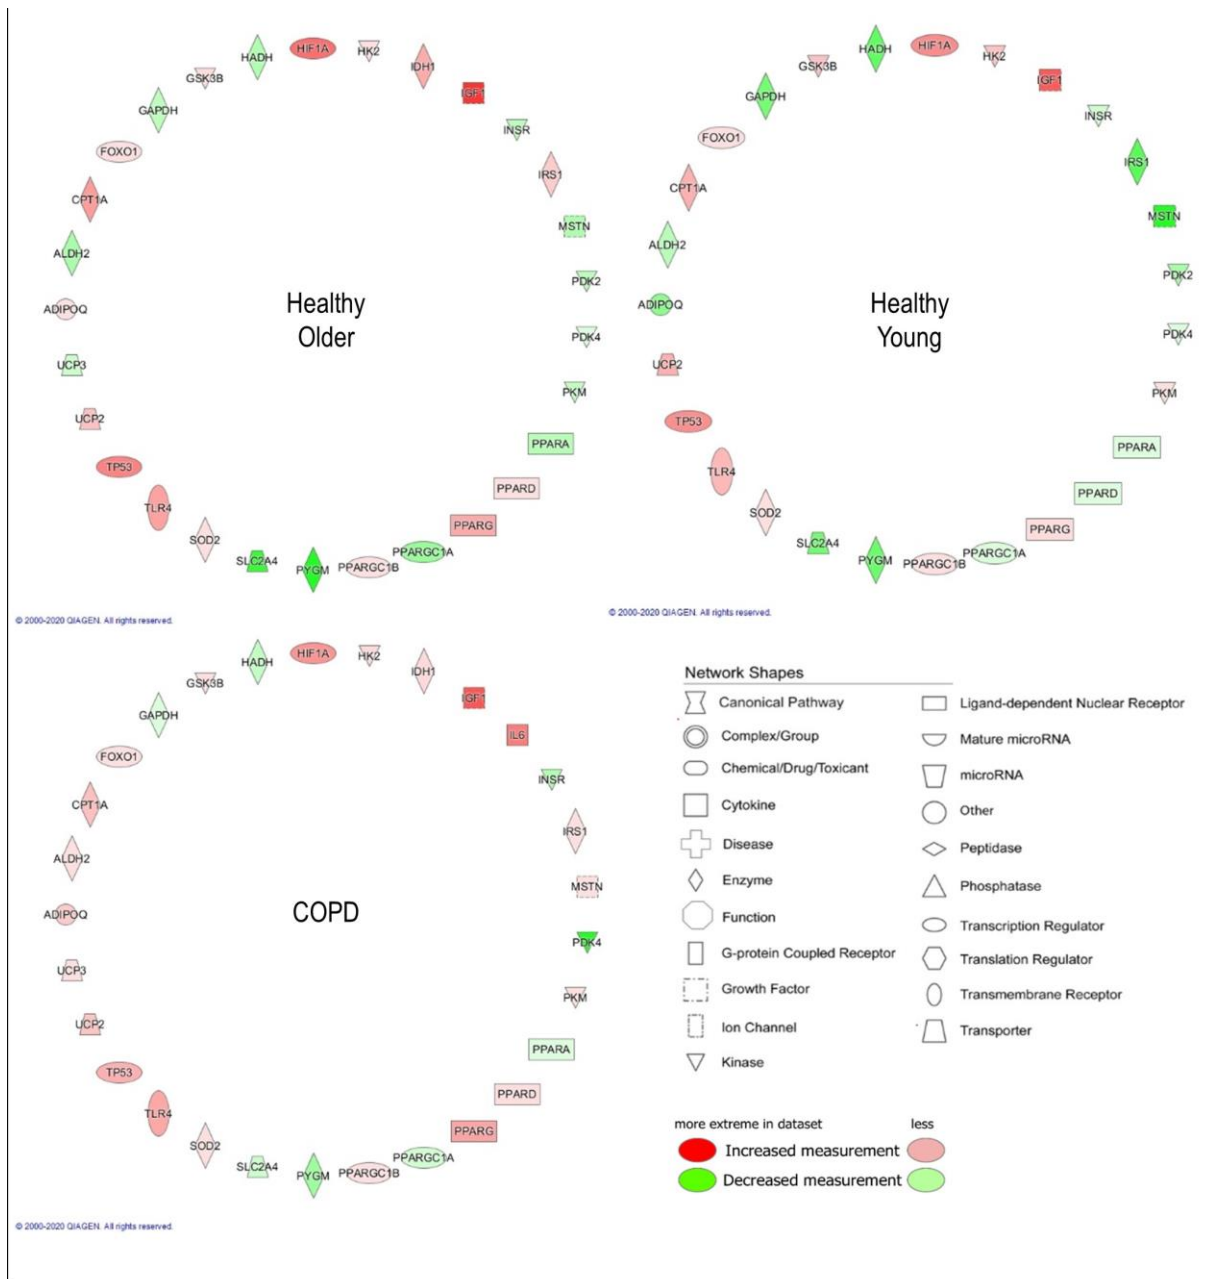 HIF1A
HK2
IDH1
IGF1
INSR
IRS1
MSTN
PDK2
PDK4
PKM
PPARA
PPARD
PPARG
PPARGC1A
PPARGC1B
PYGM
SLC2A4
SOD2
TLR4
TP53
UCP2
UCP3
ADIPOQ
ALDH2
CPT1A
FOXO1
GAPDH
GSK3B
HADH
Healthy
Older
© 2000-2020 QIAGEN. All rights reserved.
HIF1A
HK2
IGF1
INSR
IRS1
MSTN
PDK2
PDK4
PKM
PPARA
PPARD
PPARG
PPARGC1A
PPARGC1B
PYGM
SLC2A4
SOD2
TLR4
TP53
UCP2
ADIPOQ
ALDH2
CPT1A
FOXO1
GAPDH
GSK3B
HADH
Healthy
Young
© 2000-2020 QIAGEN. All rights reserved.
HIF1A
HK2
IDH1
IGF1
IL6
INSR
IRS1
MSTN
PDK4
PKM
PPARA
PPARD
PPARG
PPARGC1A
PPARGC1B
PYGM
SLC2A4
SOD2
TLR4
TP53
UCP2
UCP3
ADIPOQ
ALDH2
CPT1A
FOXO1
GAPDH
GSK3B
HADH
COPD
© 2000-2020 QIAGEN. All rights reserved.
Network Shapes
Canonical Pathway
Complex/Group
Chemical/Drug/Toxicant
Cytokine
Disease
Enzyme
Function
G-protein Coupled Receptor
Growth Factor
Ion Channel
Kinase
Ligand-dependent Nuclear Receptor
Mature microRNA
microRNA
Other
Peptidase
Phosphatase
Transcription Regulator
Translation Regulator
Transmembrane Receptor
Transporter
more extreme in dataset less
Increased measurement
Decreased measurement